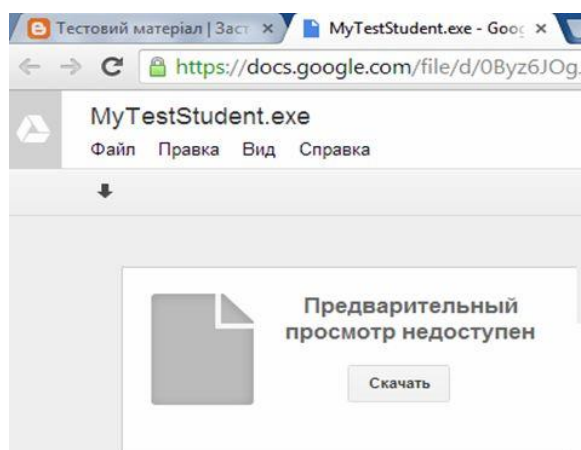 Тестовий матеріал | Заст
MyTestStudent.exe - Goog
https://docs.google.com/file/d/0Byz6JOg
MyTestStudent.exe
Файл Правка Вид Справка
Предварительный
просмотр недоступен
Скачать